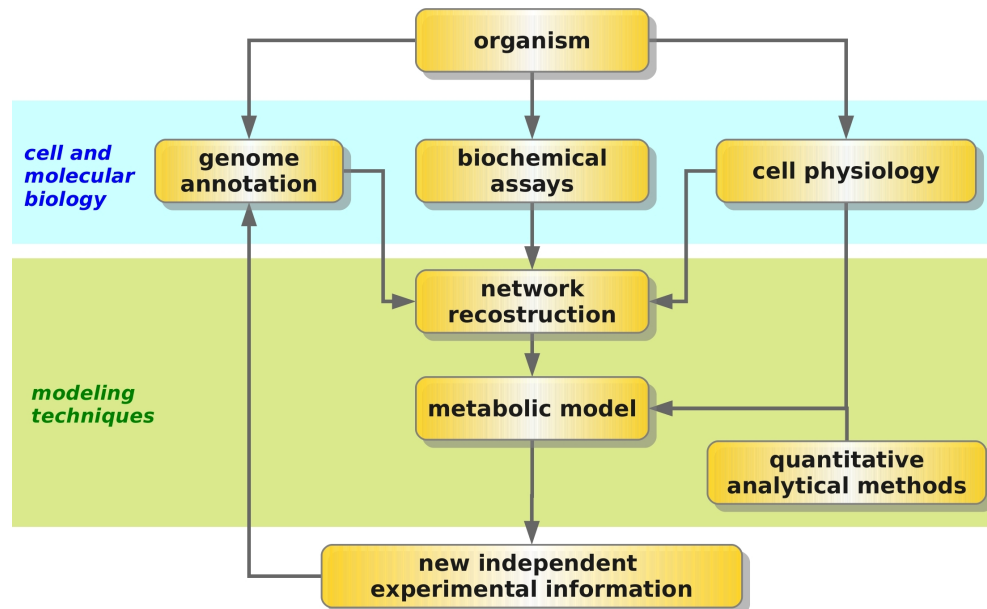 organism
cell and
molecular
biology
genome
annotation
biochemical
assays
cell physiology
network
recostruction
modeling
techniques
metabolic model
quantitative
analytical methods
new independent
experimental information